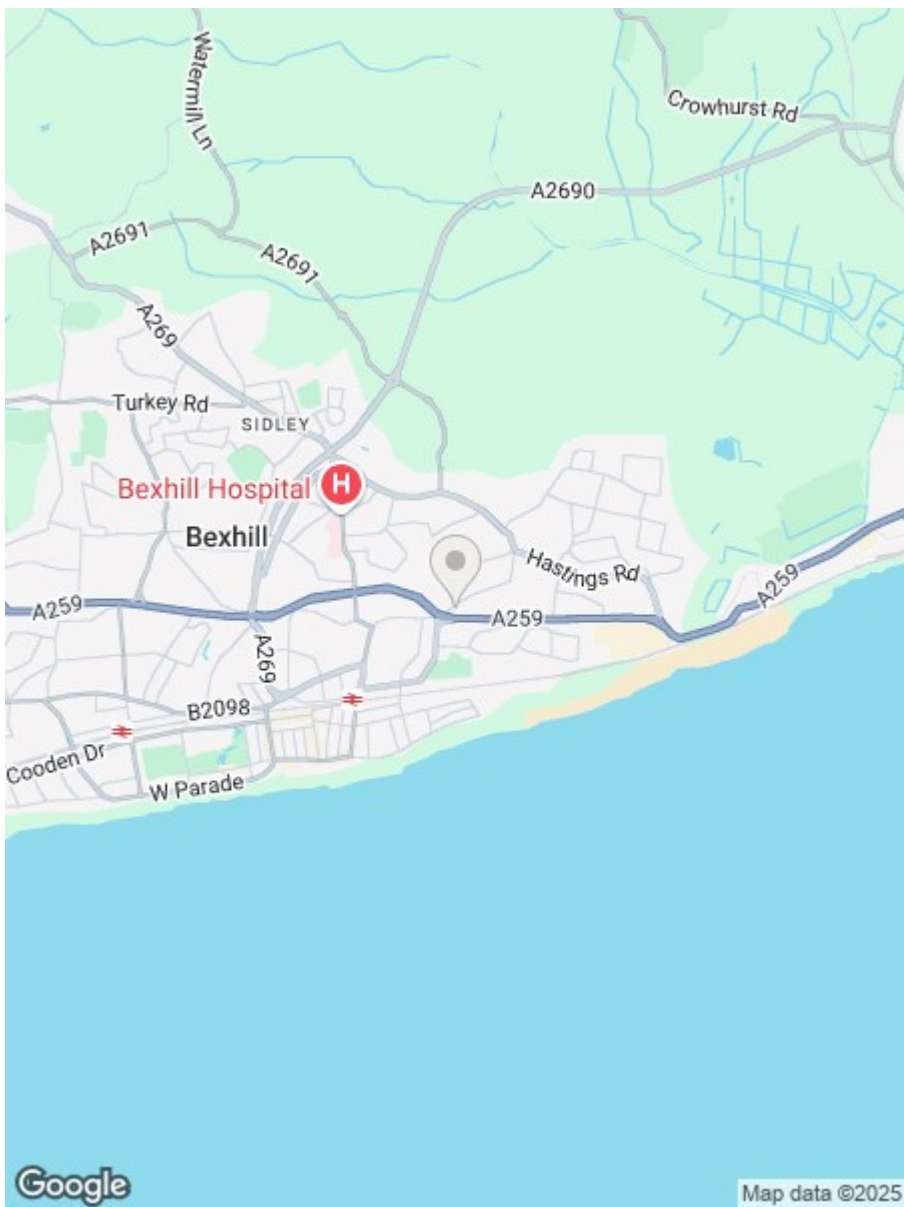 Watermill Ln
Crowhurst Rd
A2690
A2691
A2691
A269
Turkey Rd
SIDLEY
Bexhill Hospital
H
Bexhill
Hastings Rd
A259
A259
A259
A269
B2098
Cooden Dr
W Parade
Google
Map data ©2025